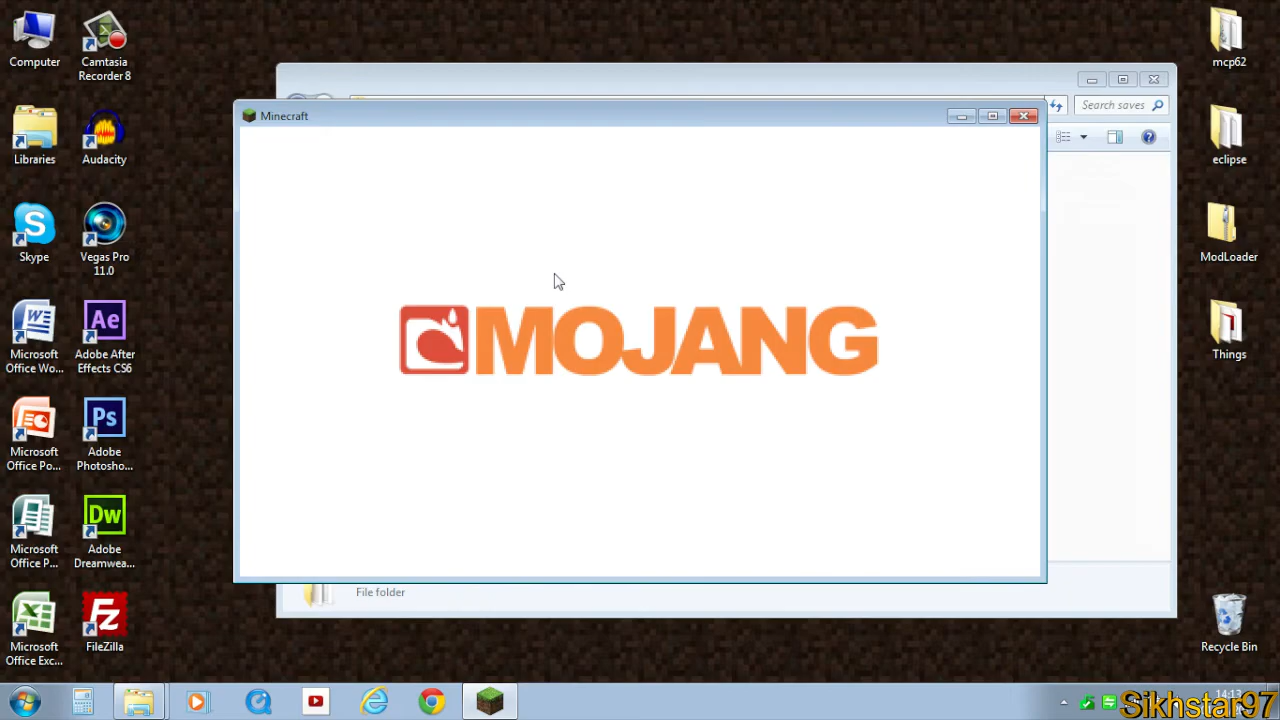 Computer
Camtasia
Recorder 8
Libraries
Audacity
Skype
Vegas Pro
11.0
Microsoft
Office Wo...
Adobe After
Effects CS6
Microsoft
Office Po...
Adobe
Photosho...
Microsoft
Office P...
Adobe
Dreamwea...
Microsoft
Office Exc...
FileZilla
Search saves
Minecraft
MOJANG
File folder
mcp62
eclipse
ModLoader
Things
Recycle Bin
14:13
Sikhstar97